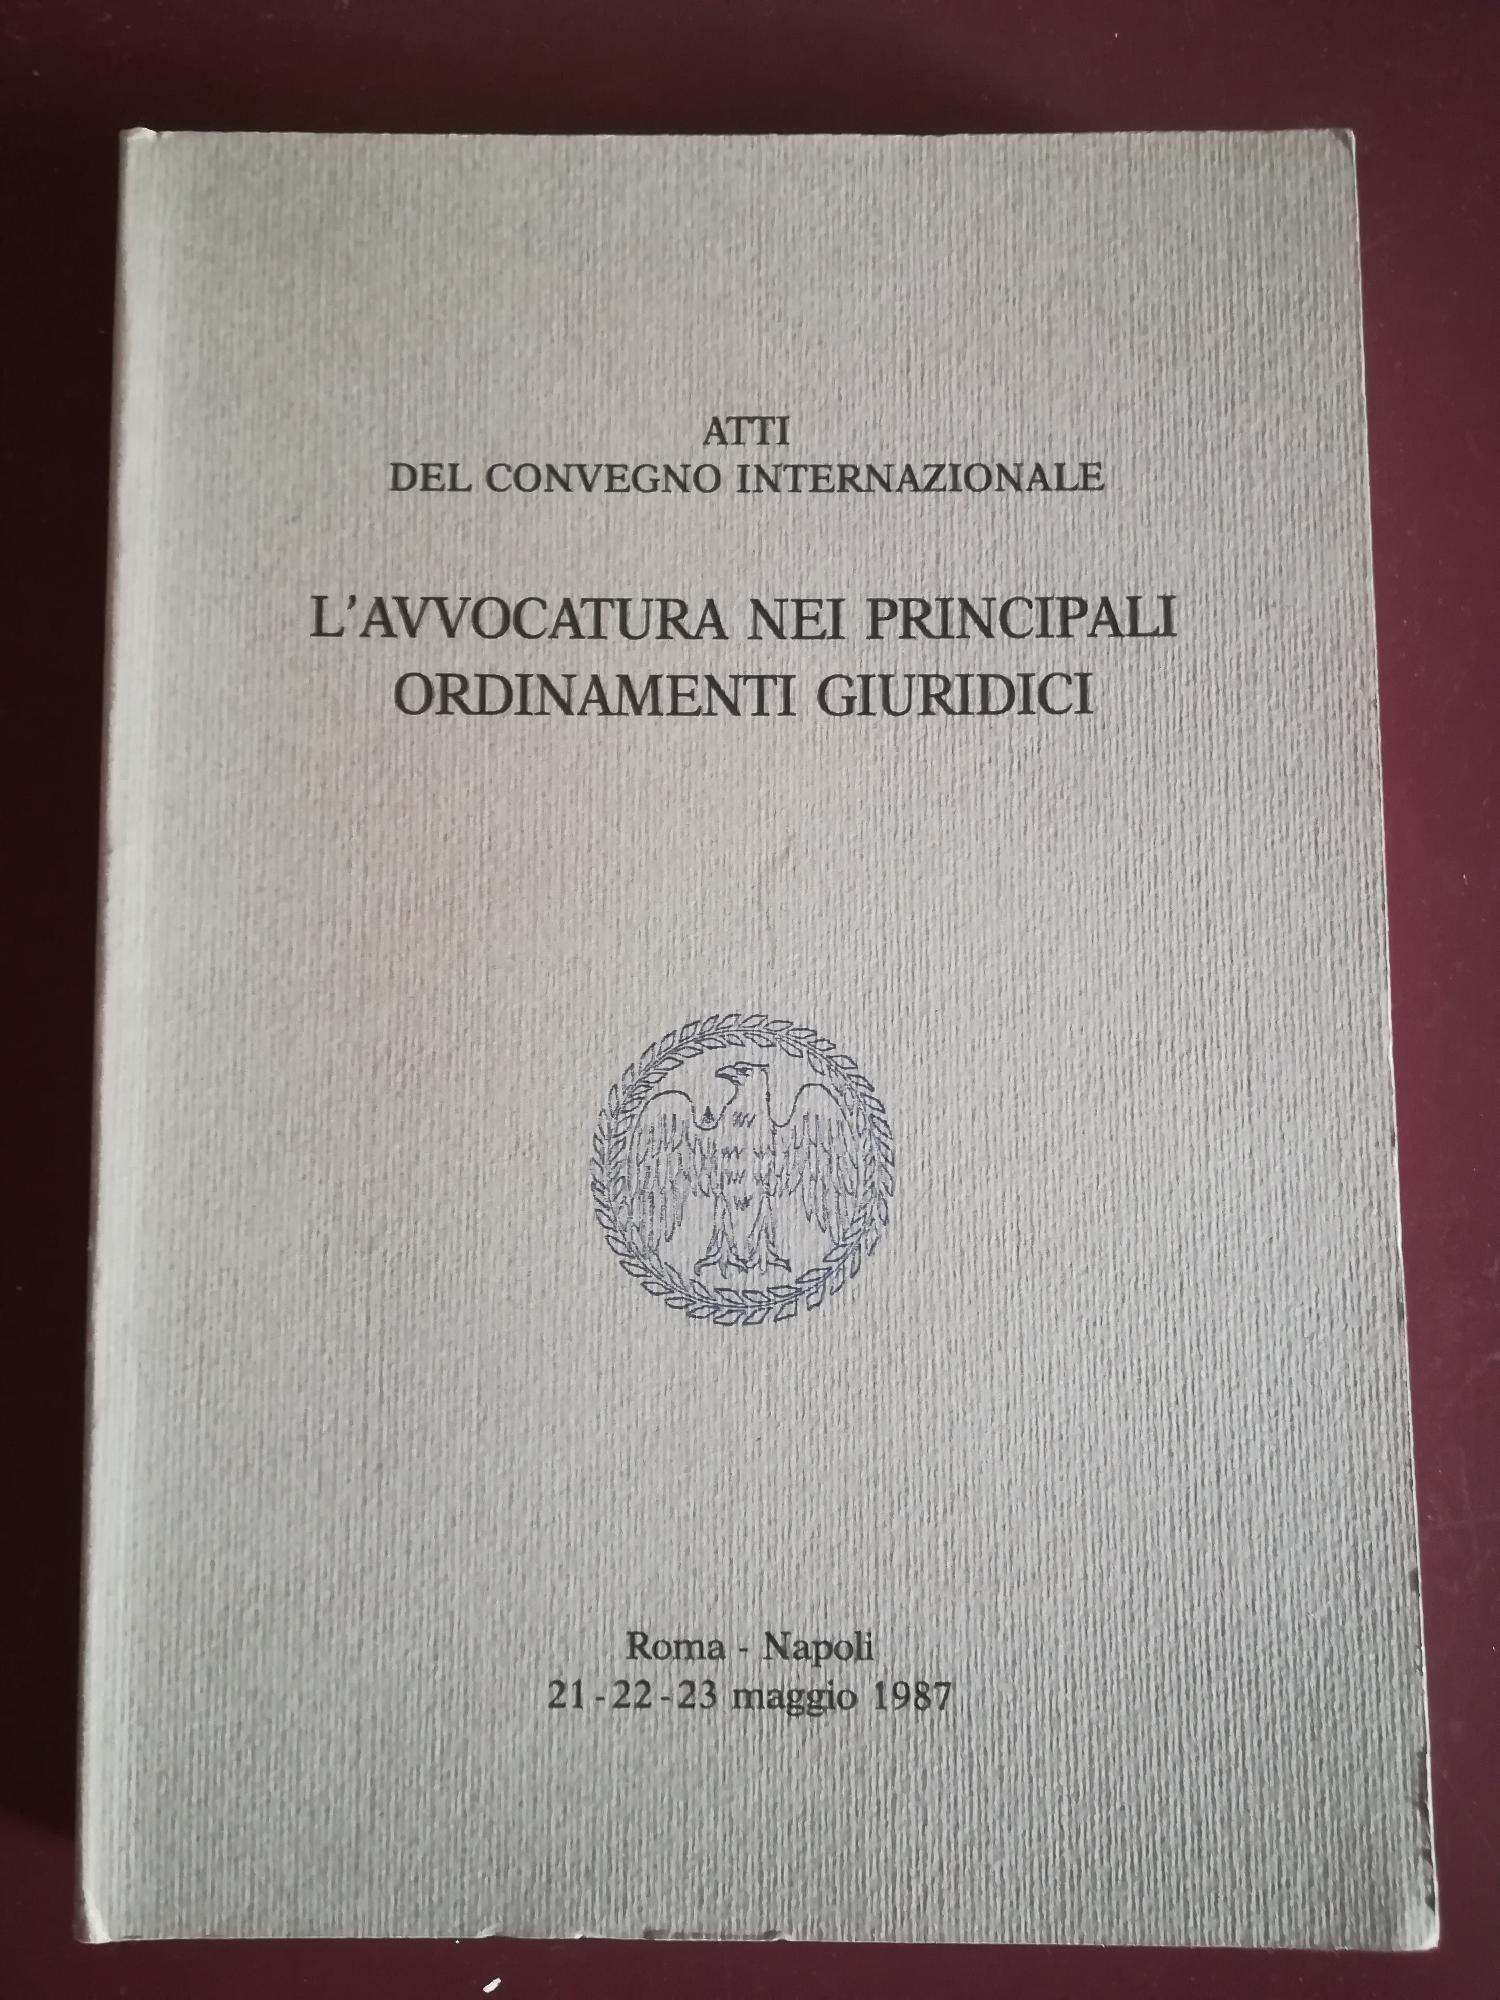 ATTI
DEL CONVEGNO INTERNAZIONALE
L'AVVOCATURA NEI PRINCIPALI
ORDINAMENTI GIURIDICI
Roma - Napoli
21 - 22 - 23 maggio 1987